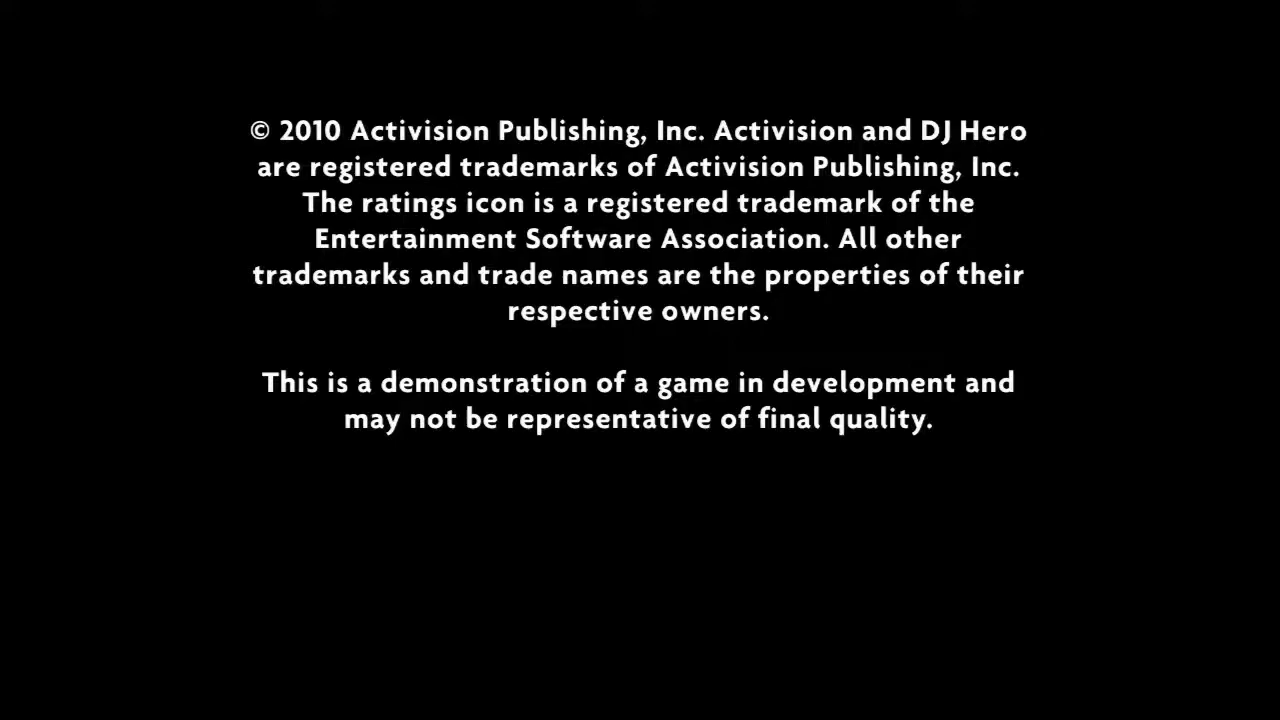 © 2010 Activision Publishing, Inc. Activision and DJ Hero
are registered trademarks of Activision Publishing, Inc.
The ratings icon is a registered trademark of the
Entertainment Software Association. All other
trademarks and trade names are the properties of their
respective owners.
This is a demonstration of a game in development and
may not be representative of final quality.